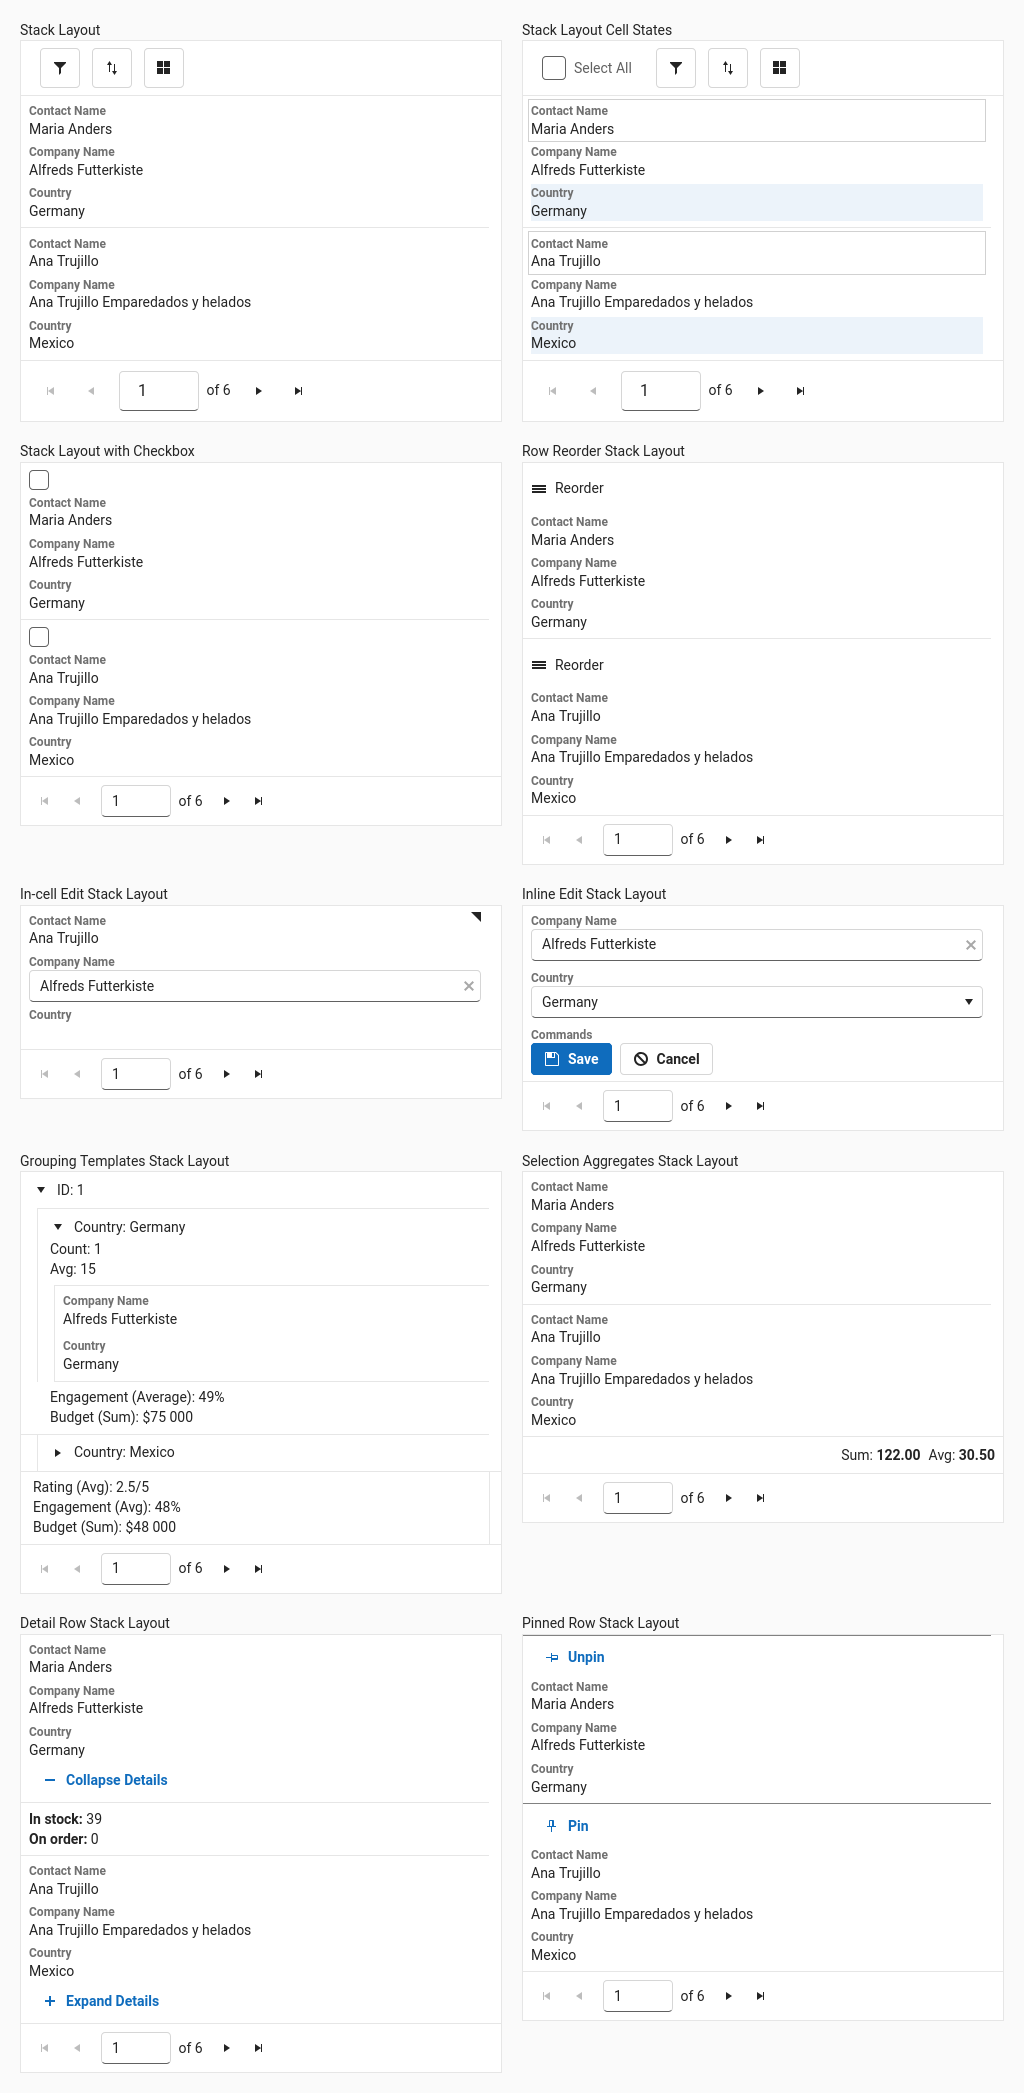 Stack Layout
Contact Name
Maria Anders
Company Name
Alfreds Futterkiste
Country
Germany
Contact Name
Ana Trujillo
Company Name
Ana Trujillo Emparedados y helados
Country
Mexico
1 of 6
Stack Layout Cell States
Select All
Contact Name
Maria Anders
Company Name
Alfreds Futterkiste
Country
Germany
Contact Name
Ana Trujillo
Company Name
Ana Trujillo Emparedados y helados
Country
Mexico
1 of 6
Stack Layout with Checkbox
Contact Name
Maria Anders
Company Name
Alfreds Futterkiste
Country
Germany
Contact Name
Ana Trujillo
Company Name
Ana Trujillo Emparedados y helados
Country
Mexico
1 of 6
Row Reorder Stack Layout
Reorder
Contact Name
Maria Anders
Company Name
Alfreds Futterkiste
Country
Germany
Reorder
Contact Name
Ana Trujillo
Company Name
Ana Trujillo Emparedados y helados
Country
Mexico
1 of 6
In-cell Edit Stack Layout
Contact Name
Ana Trujillo
Company Name
Alfreds Futterkiste
Country
1 of 6
Inline Edit Stack Layout
Company Name
Alfreds Futterkiste
Country
Germany
Commands
Save Cancel
1 of 6
Grouping Templates Stack Layout
ID: 1
Country: Germany
Count: 1
Avg: 15
Company Name
Alfreds Futterkiste
Country
Germany
Engagement (Average): 49%
Budget (Sum): $75 000
Country: Mexico
Rating (Avg): 2.5/5
Engagement (Avg): 48%
Budget (Sum): $48 000
1 of 6
Selection Aggregates Stack Layout
Contact Name
Maria Anders
Company Name
Alfreds Futterkiste
Country
Germany
Contact Name
Ana Trujillo
Company Name
Ana Trujillo Emparedados y helados
Country
Mexico
Sum: 122.00 Avg: 30.50
1 of 6
Detail Row Stack Layout
Contact Name
Maria Anders
Company Name
Alfreds Futterkiste
Country
Germany
Collapse Details
In stock: 39
On order: 0
Contact Name
Ana Trujillo
Company Name
Ana Trujillo Emparedados y helados
Country
Mexico
Expand Details
1 of 6
Pinned Row Stack Layout
Unpin
Contact Name
Maria Anders
Company Name
Alfreds Futterkiste
Country
Germany
Pin
Contact Name
Ana Trujillo
Company Name
Ana Trujillo Emparedados y helados
Country
Mexico
1 of 6